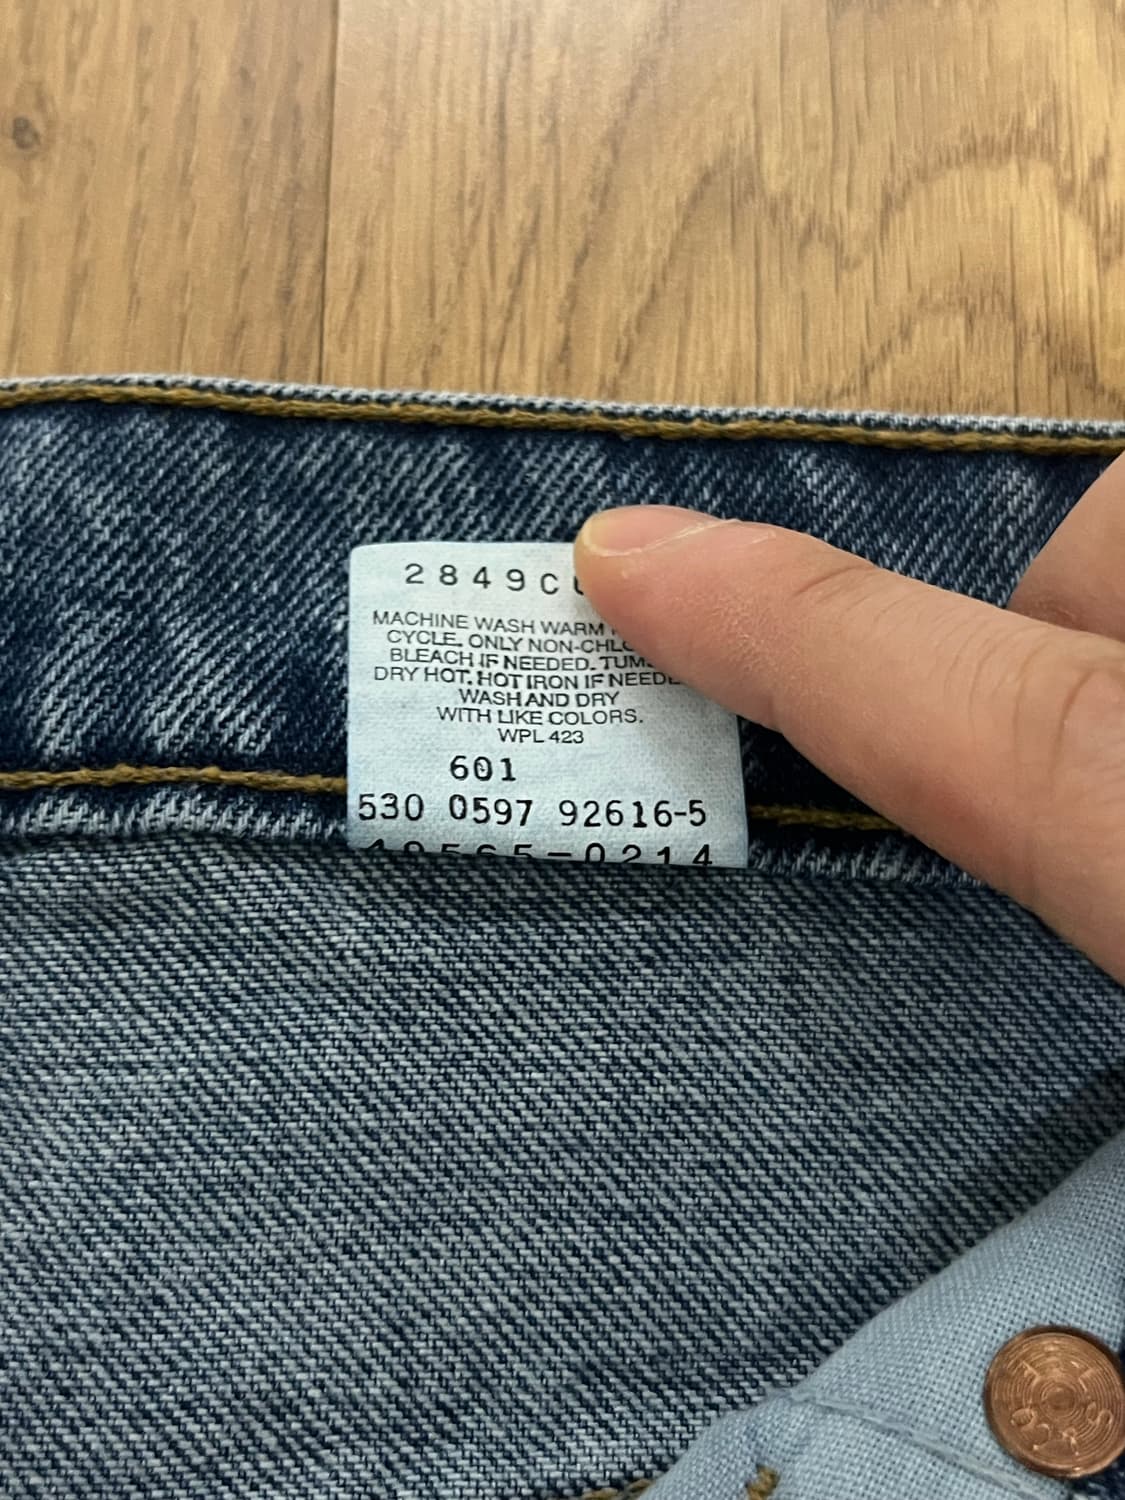 2849C
MACHINE WASH WARM
CYCLE. ONLY NON-CHLO
BLEACH IF NEEDED. TUM
DRY HOT. HOT IRON IF NEEDE
WASH AND DRY
WITH LIKE COLORS.
WPL 423
601
530 0597 92616-5